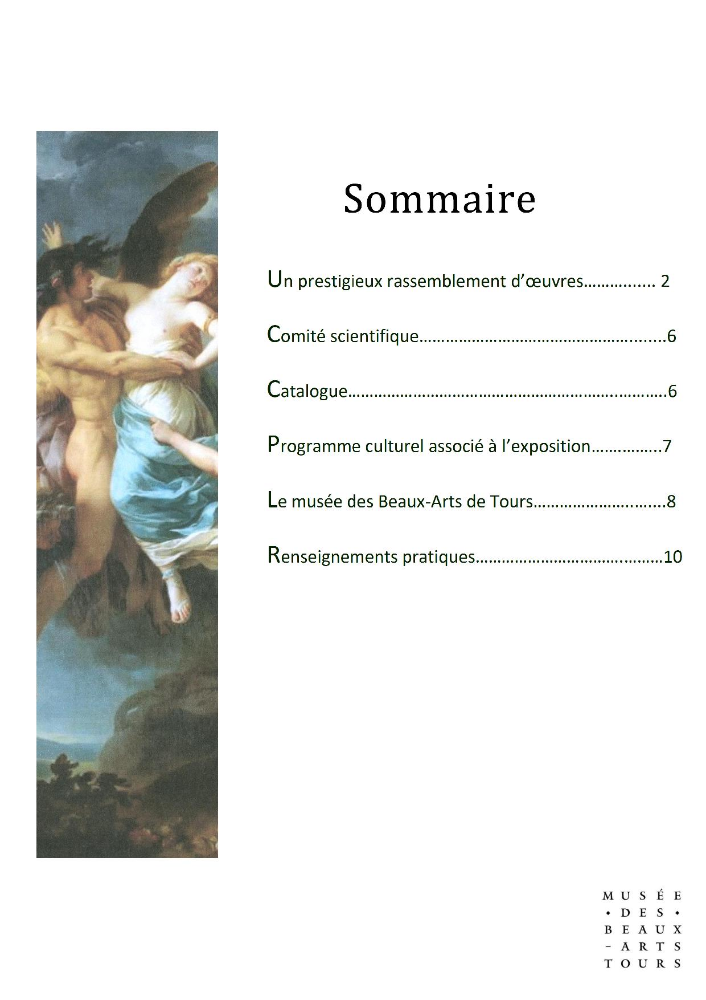 Sommaire
Un prestigieux rassemblement d’œuvres………....... 2
Comité scientifique…………………………………………........6
Catalogue……………………………………………………..………..6
Programme culturel associé à l’exposition…….……...7
Le musée des Beaux-Arts de Tours…………………..…....8
Renseignements pratiques…………………………….………10
MUSÉE
• DES •
BEAUX
- ARTS
TOURS